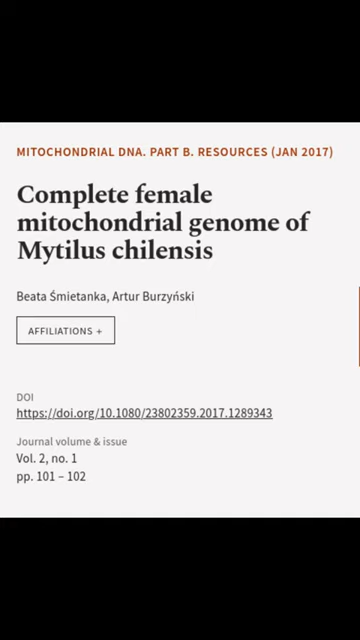 MITOCHONDRIAL DNA. PART B. RESOURCES (JAN 2017)
Complete female
mitochondrial genome of
Mytilus chilensis
Beata Śmietanka, Artur Burzyński
AFFILIATIONS +
DOI
https://doi.org/10.1080/23802359.2017.1289343
Journal volume & issue
Vol. 2, no. 1
pp. 101 – 102